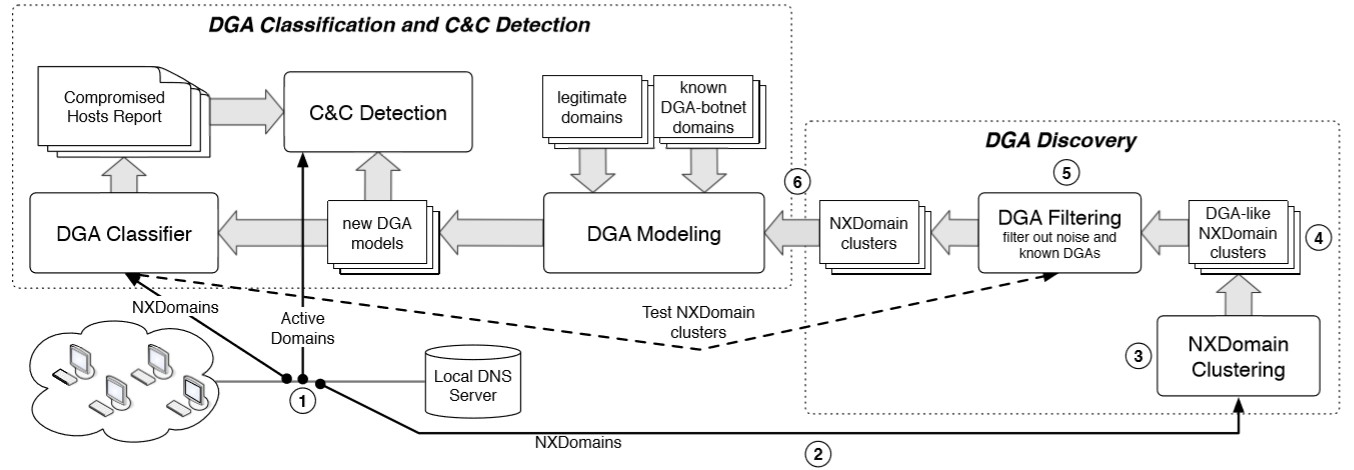 DGA Classification and C&C Detection
Compromised
Hosts Report
C&C Detection
legitimate
domains
known
DGA-botnet
domains
DGA Classifier
new DGA
models
DGA Modeling
6
NXDomain
clusters
DGA Discovery
5
DGA Filtering
filter out noise and
known DGAs
DGA-like
NXDomain
clusters
4
NXDomains
Active
Domains
Test NXDomain
clusters
3
NXDomain
Clustering
Local DNS
Server
1
NXDomains
2